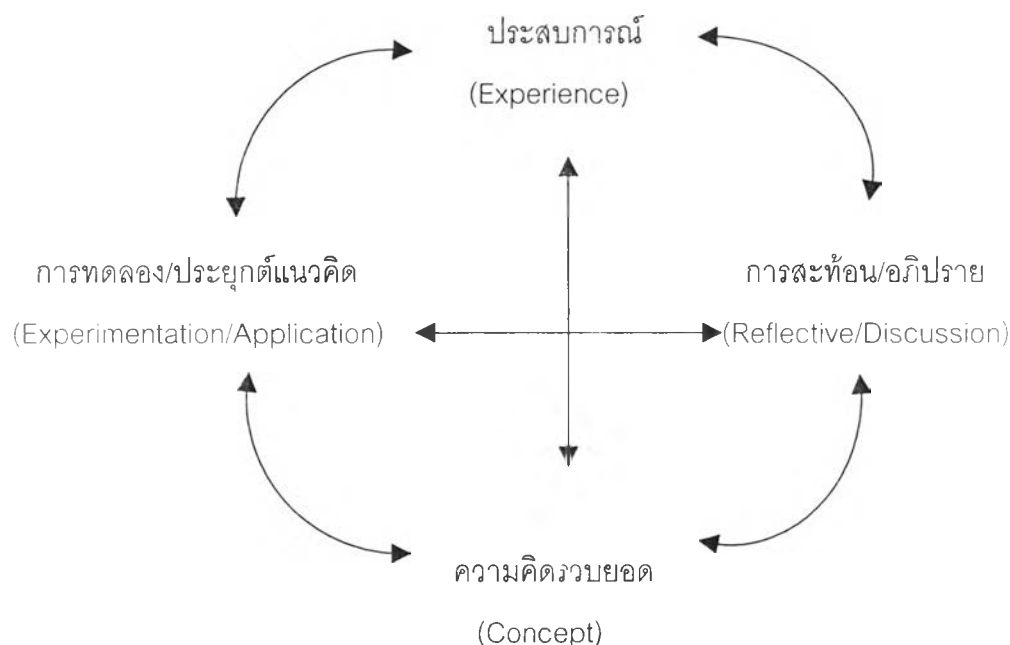 ประสบการณ์
(Experience)
การทดลอง/ประยุกต์แนวคิด
(Experimentation/Application)
การสะท้อน/อภิปราย
(Reflective/Discussion)
ความคิดรวบยอด
(Concept)